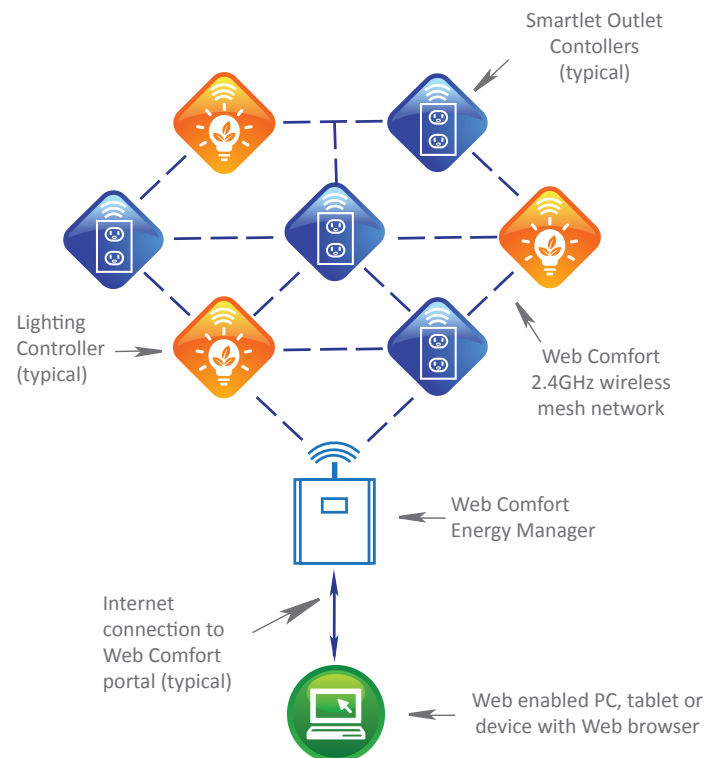 Smartlet Outlet
Contollers
(typical)
Lighting
Controller
(typical)
Web Comfort
2.4GHz wireless
mesh network
Web Comfort
Energy Manager
Internet
connection to
Web Comfort
portal (typical)
Web enabled PC, tablet or
device with Web browser